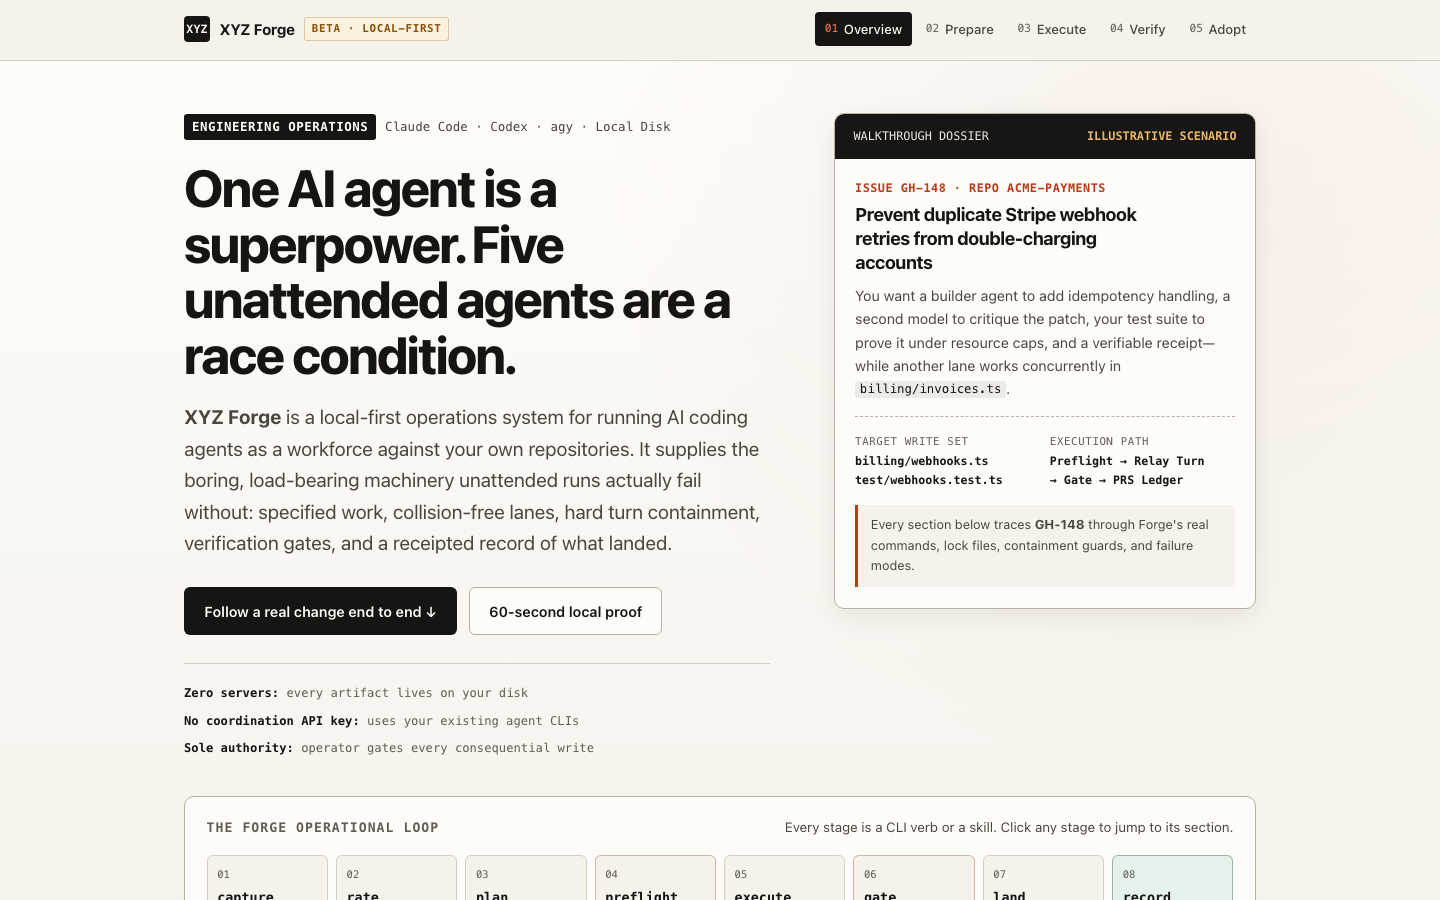 XYZ XYZ Forge BETA · LOCAL-FIRST
01 Overview 02 Prepare 03 Execute 04 Verify 05 Adopt
ENGINEERING OPERATIONS Claude Code · Codex · agy · Local Disk
One AI agent is a
superpower. Five
unattended agents are a
race condition.
XYZ Forge is a local-first operations system for running AI coding
agents as a workforce against your own repositories. It supplies the
boring, load-bearing machinery unattended runs actually fail
without: specified work, collision-free lanes, hard turn containment,
verification gates, and a receipted record of what landed.
Follow a real change end to end ↓
60-second local proof
Zero servers: every artifact lives on your disk
No coordination API key: uses your existing agent CLIs
Sole authority: operator gates every consequential write
WALKTHROUGH DOSSIER ILLUSTRATIVE SCENARIO
ISSUE GH-148 · REPO ACME-PAYMENTS
Prevent duplicate Stripe webhook
retries from double-charging
accounts
You want a builder agent to add idempotency handling, a
second model to critique the patch, your test suite to
prove it under resource caps, and a verifiable receipt—
while another lane works concurrently in
billing/invoices.ts.
TARGET WRITE SET
billing/webhooks.ts
test/webhooks.test.ts
EXECUTION PATH
Preflight → Relay Turn
→ Gate → PRS Ledger
Every section below traces GH-148 through Forge's real
commands, lock files, containment guards, and failure
modes.
THE FORGE OPERATIONAL LOOP
Every stage is a CLI verb or a skill. Click any stage to jump to its section.
01
capture
02
rate
03
plan
04
preflight
05
execute
06
gate
07
land
08
record